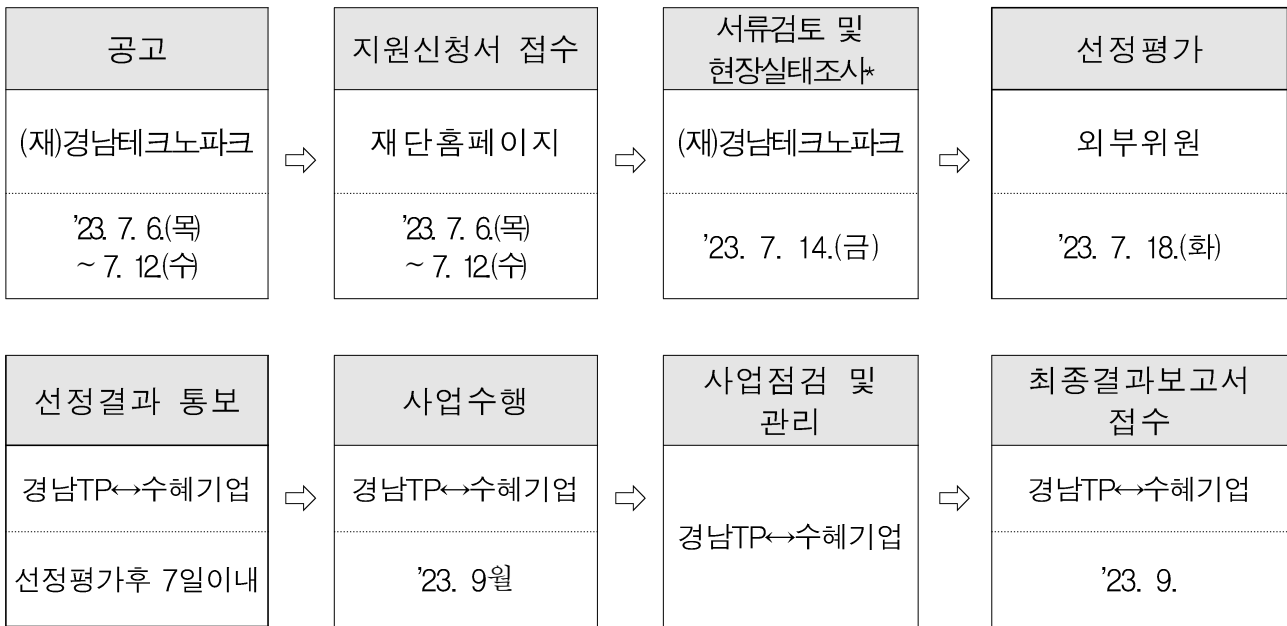 공고
지원신청서 접수
서류검토 및
현장실태조사*
선정평가
(재)경남테크노파크
⇨
재단홈페이지
⇨
(재)경남테크노파크
⇨
외부위원
'23. 7. 6.(목)
~ 7. 12.(수)
'23. 7. 6.(목)
~ 7. 12.(수)
'23. 7. 14.(금)
'23. 7. 18.(화)
선정결과 통보
사업수행
사업점검 및
관리
최종결과보고서
접수
경남TP↔수혜기업
⇨
경남TP↔수혜기업
⇨
경남TP↔수혜기업
⇨
경남TP↔수혜기업
선정평가후 7일이내
'23. 9월
'23. 9.